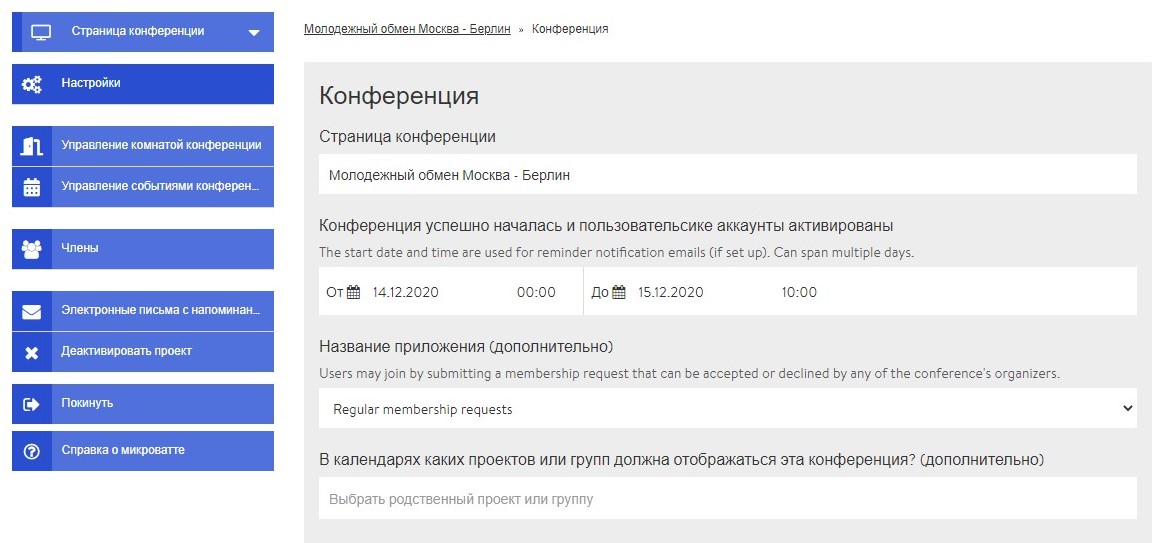 Страница конференции
Настройки
Управление комнатой конференции
Управление событиями конферен...
Члены
Электронные письма с напоминан...
Деактивировать проект
Покинуть
Справка о микроватте
Молодежный обмен Москва - Берлин » Конференция
Конференция
Страница конференции
Молодежный обмен Москва - Берлин
Конференция успешно началась и пользовательсике аккаунты активированы
The start date and time are used for reminder notification emails (if set up). Can span multiple days.
От 14.12.2020 00:00 До 15.12.2020 10:00
Название приложения (дополнительно)
Users may join by submitting a membership request that can be accepted or declined by any of the conference's organizers.
Regular membership requests
В календарях каких проектов или групп должна отображаться эта конференция? (дополнительно)
Выбрать родственный проект или группу